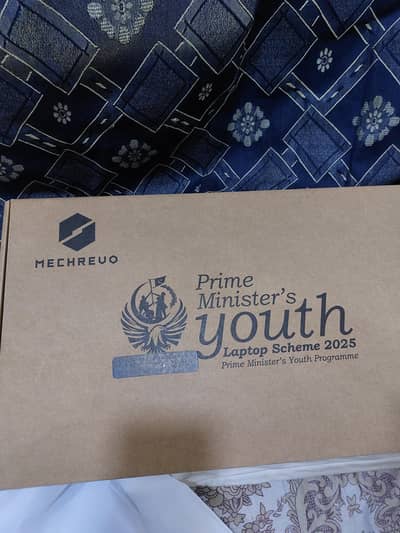 MECHREVO
Prime
Minister's
youth
Laptop Scheme 2025
Prime Minister's Youth Programme